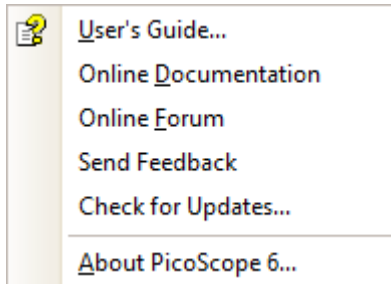 User's Guide...
Online Documentation
Online Forum
Send Feedback
Check for Updates...
About PicoScope 6...